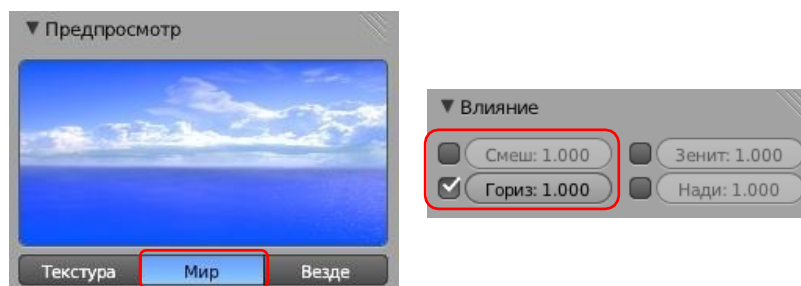 Предпросмотр
Текстура Мир Везде
Влияние
Смеш: 1.000 Зенит: 1.000
Гориз: 1.000 Нади: 1.000